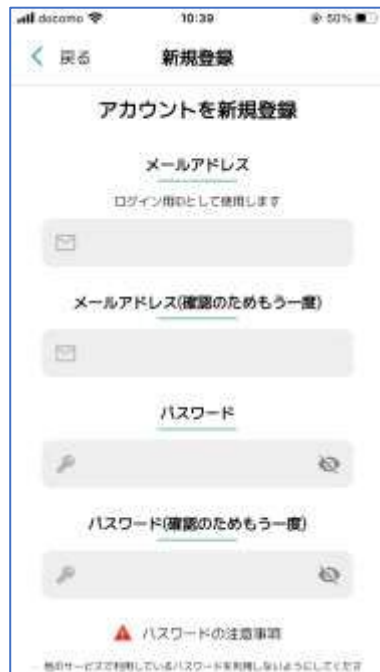 docomo 10:39 50%
戻る 新規登録
アカウントを新規登録
メールアドレス
ログイン用IDとして使用します
メールアドレス(確認のためもう一度)
パスワード
パスワード(確認のためもう一度)
パスワードの注意事項
他のサービスで利用しているパスワードを利用しないようにしてくださ